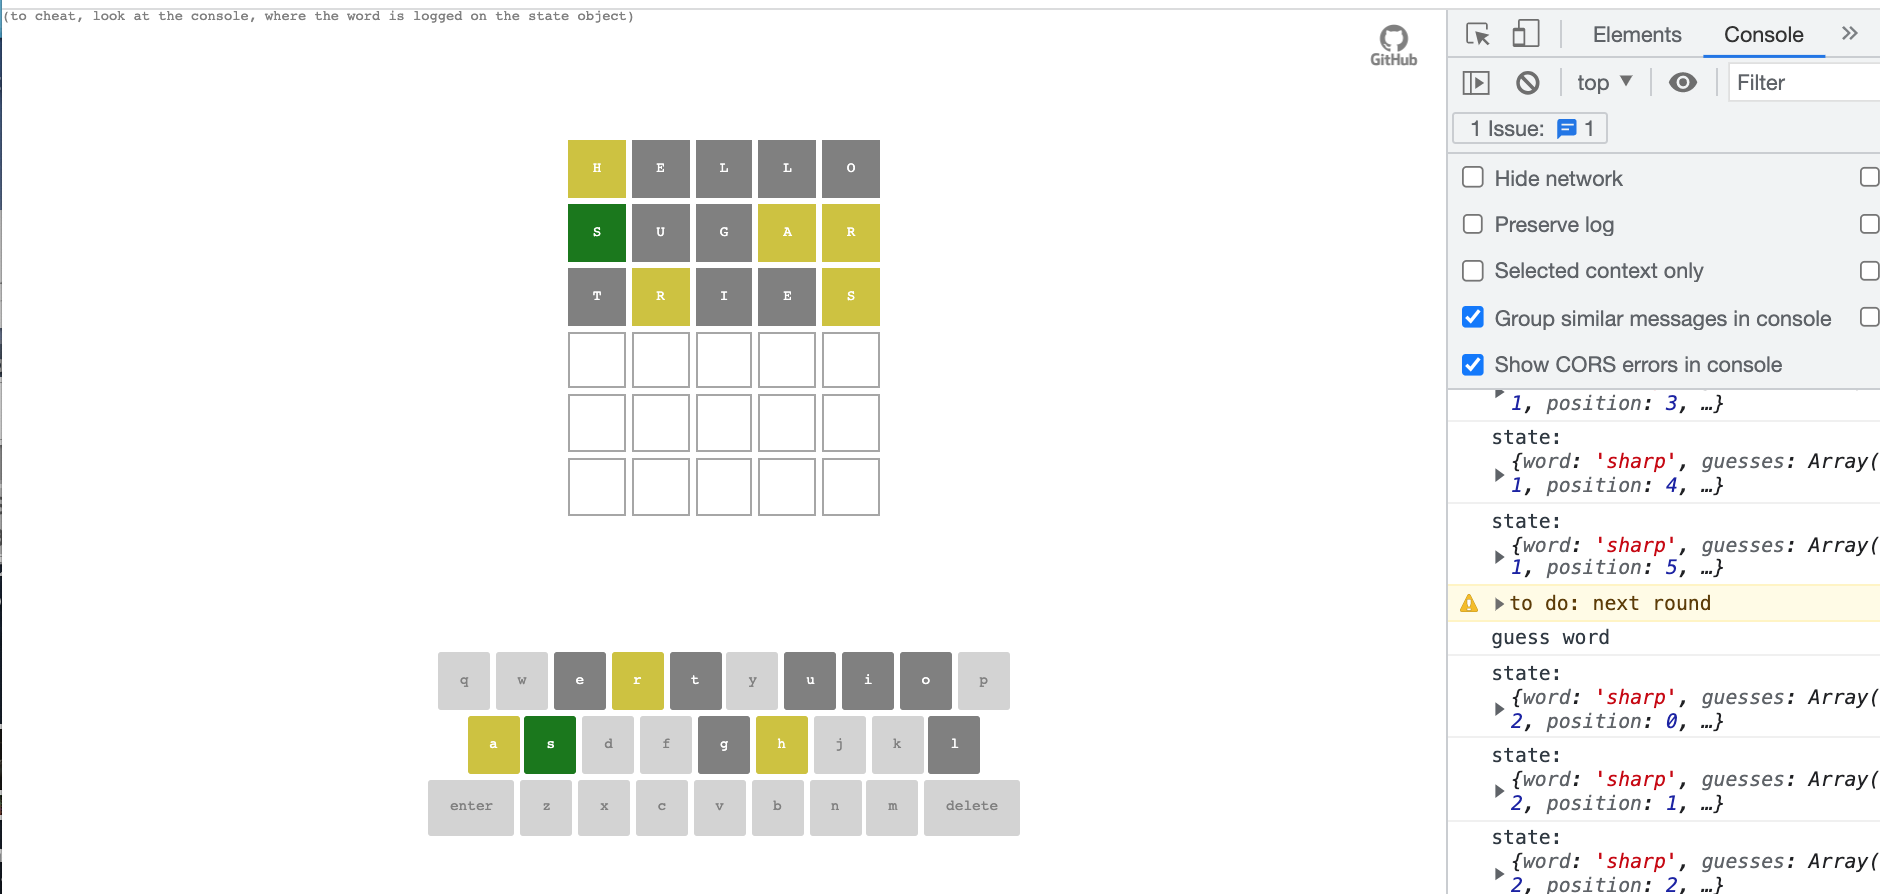 (to cheat, look at the console, where the word is logged on the state object)
GitHub
H E L L O
S U G A R
T R I E S
q w e r t y u i o p
a s d f g h j k l
enter z x c v b n m delete
Elements Console
top Filter
1 Issue: 1
Hide network
Preserve log
Selected context only
Group similar messages in console
Show CORS errors in console
1, position: 3, …}
state:
{word: 'sharp', guesses: Array(
1, position: 4, …}
state:
{word: 'sharp', guesses: Array(
1, position: 5, …}
to do: next round
guess word
state:
{word: 'sharp', guesses: Array(
2, position: 0, …}
state:
{word: 'sharp', guesses: Array(
2, position: 1, …}
state:
{word: 'sharp', guesses: Array(
2, position: 2, …}